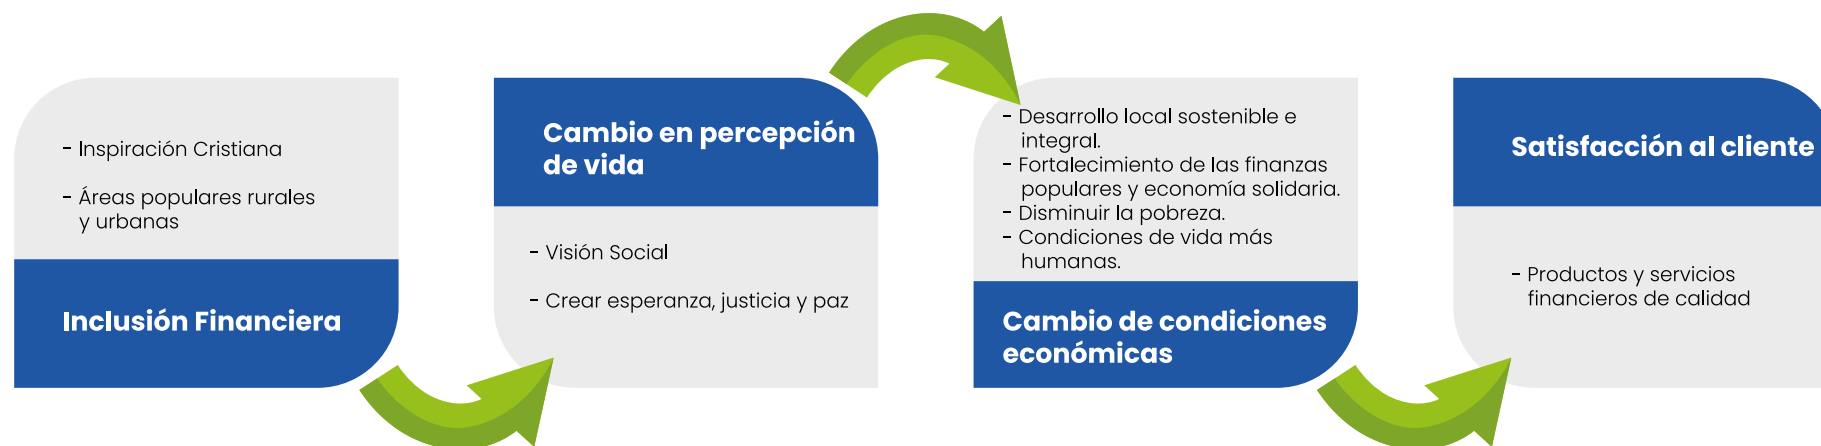 - Inspiración Cristiana
- Áreas populares rurales
y urbanas
Inclusión Financiera
Cambio en percepción
de vida
- Visión Social
- Crear esperanza, justicia y paz
- Desarrollo local sostenible e
integral.
- Fortalecimiento de las finanzas
populares y economía solidaria.
- Disminuir la pobreza.
- Condiciones de vida más
humanas.
Cambio de condiciones
económicas
Satisfacción al cliente
- Productos y servicios
financieros de calidad